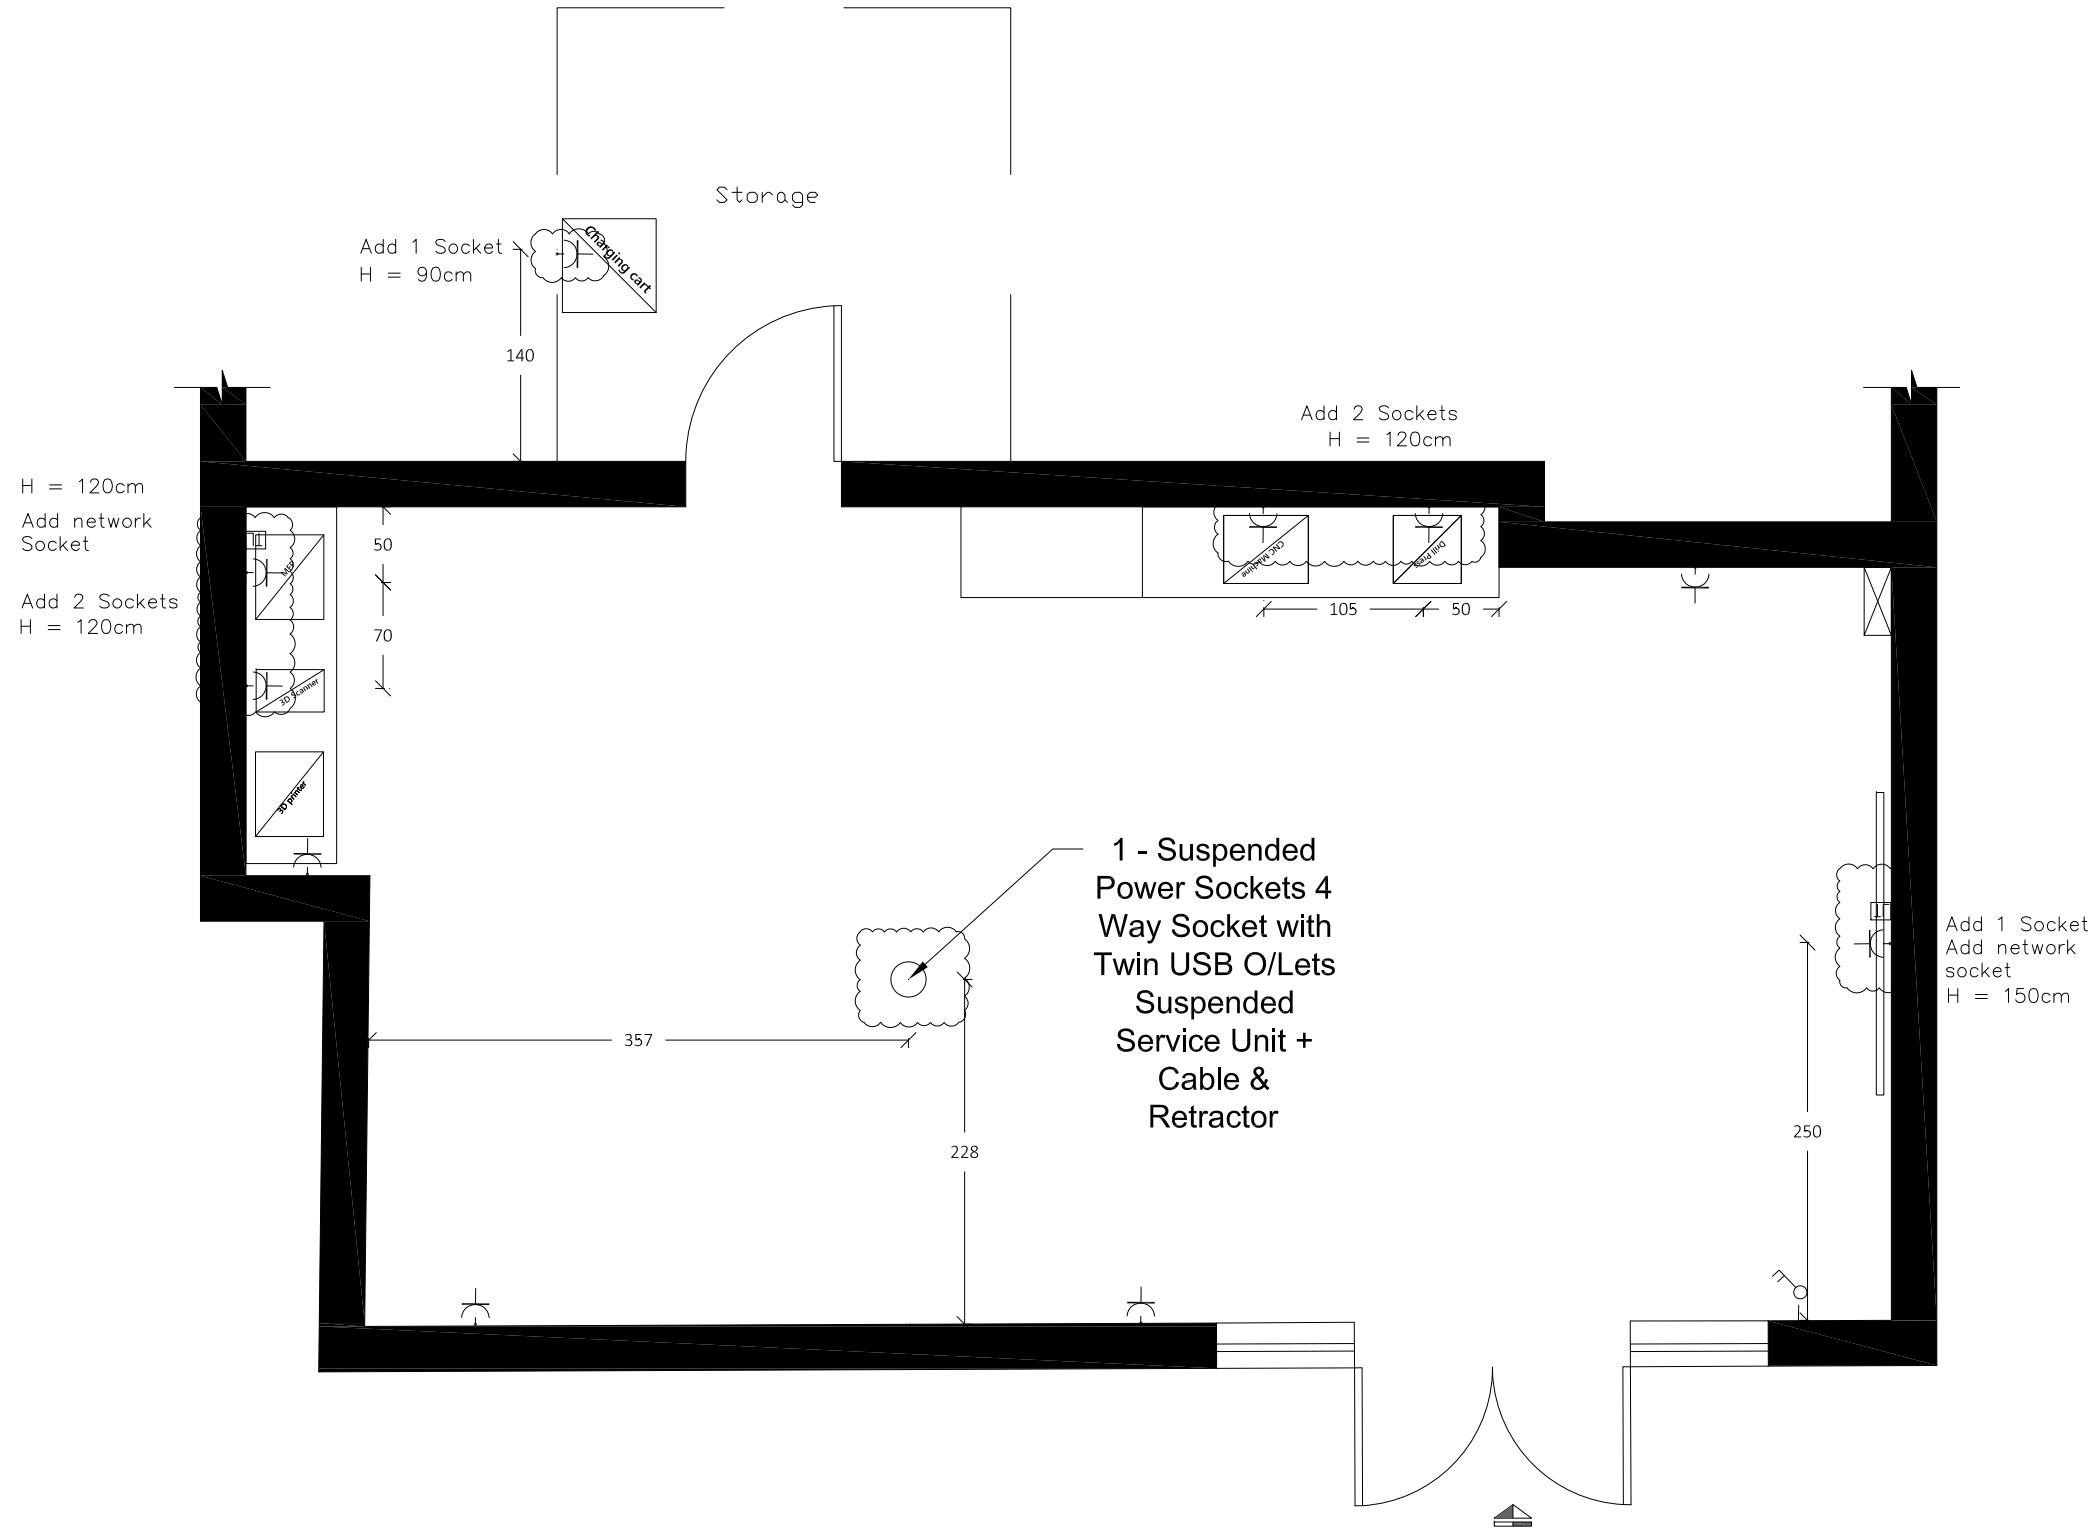 Storage
Add 1 Socket
H = 90cm
Charging cart
140
Add 2 Sockets
H = 120cm
H = 120cm
Add network
Socket
Add 2 Sockets
H = 120cm
MFP
3D Scanner
3D printer
50
70
CNC Machine
Drill Press
105
50
1 - Suspended
Power Sockets 4
Way Socket with
Twin USB O/Lets
Suspended
Service Unit +
Cable &
Retractor
Add 1 Socket
Add network
socket
H = 150cm
357
228
250